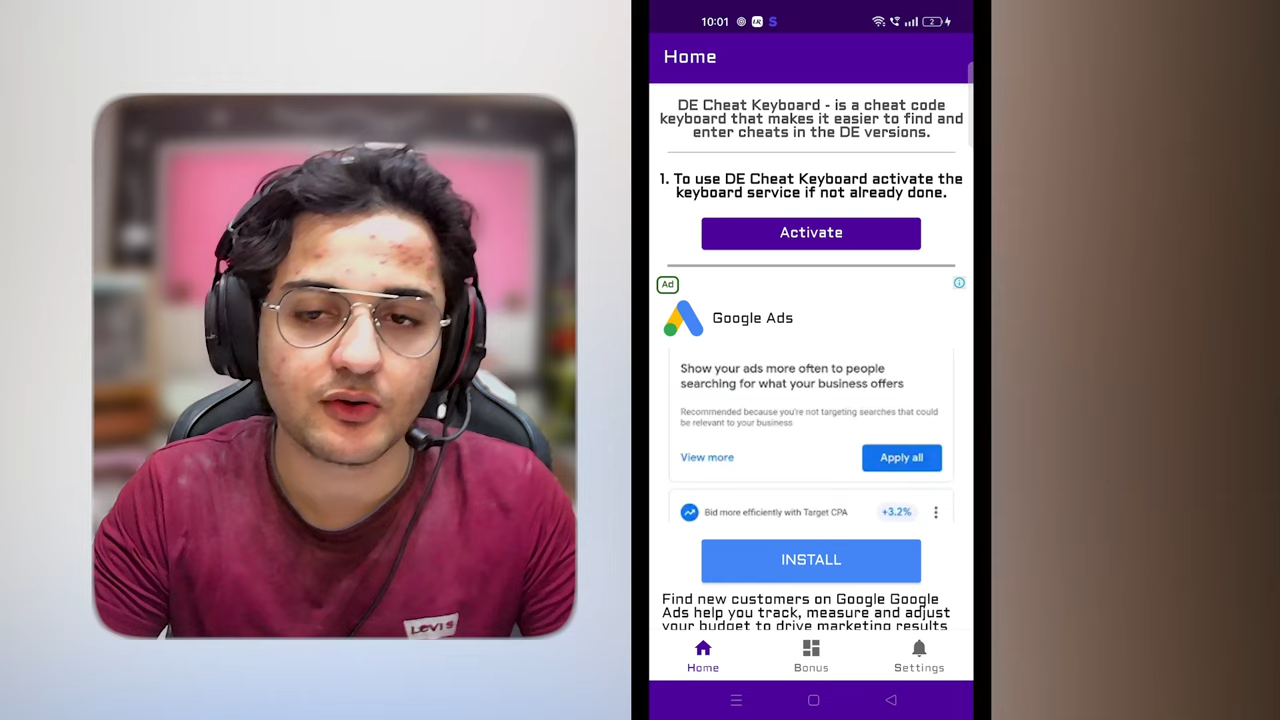 10:01
2
Home
DE Cheat Keyboard - is a cheat code
keyboard that makes it easier to find and
enter cheats in the DE versions.
1. To use DE Cheat Keyboard activate the
keyboard service if not already done.
Activate
Ad
Google Ads
Show your ads more often to people
searching for what your business offers
Recommended because you're not targeting searches that could
be relevant to your business
View more
Apply all
Bid more efficiently with Target CPA
+3.2%
INSTALL
Find new customers on Google Google
Ads help you track, measure and adjust
your budget to drive marketing results
Home
Bonus
Settings
LEVI'S